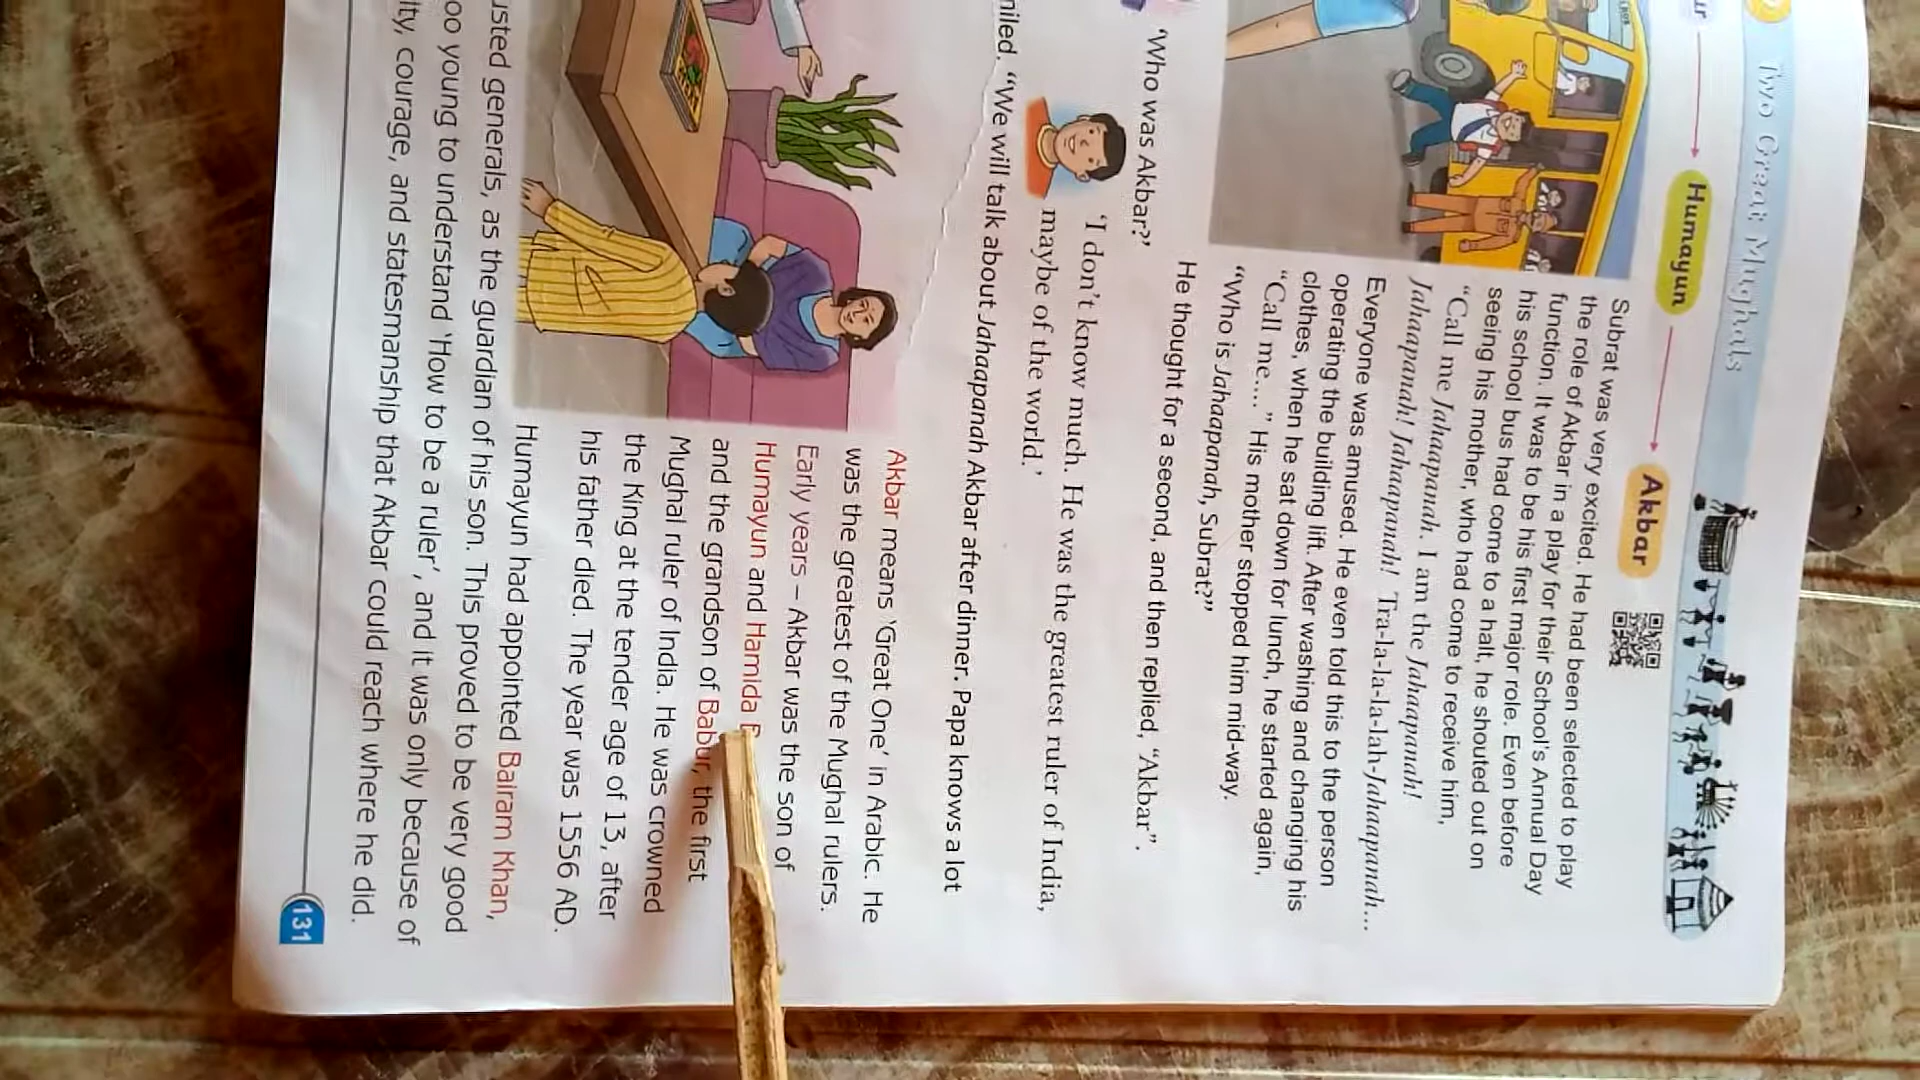 Two Great Mughals
Humayun
Akbar
Subrat was very excited. He had been selected to play
the role of Akbar in a play for their School's Annual Day
function. It was to be his first major role. Even before
his school bus had come to a halt, he shouted out on
seeing his mother, who had come to receive him,
“Call me Jahaapanah. I am the Jahaapanah!
Jahaapanah! Jahaapanah! Tra-la-la-la-lah-Jahaapanah...
Everyone was amused. He even told this to the person
operating the building lift. After washing and changing his
clothes, when he sat down for lunch, he started again,
“Call me....” His mother stopped him mid-way.
“Who is Jahaapanah, Subrat?”
He thought for a second, and then replied, “Akbar”.
‘Who was Akbar?’
‘I don't know much. He was the greatest ruler of India,
maybe of the world.’
“We will talk about Jahaapanah Akbar after dinner. Papa knows a lot
Akbar means ‘Great One’ in Arabic. He
was the greatest of the Mughal rulers.
Early years – Akbar was the son of
Humayun and Hamida
and the grandson of Babur, the first
Mughal ruler of India. He was crowned
the King at the tender age of 13, after
his father died. The year was 1556 AD.
Humayun had appointed Bairam Khan,
generals, as the guardian of his son. This proved to be very good
young to understand ‘How to be a ruler’, and it was only because of
courage, and statesmanship that Akbar could reach where he did.
131